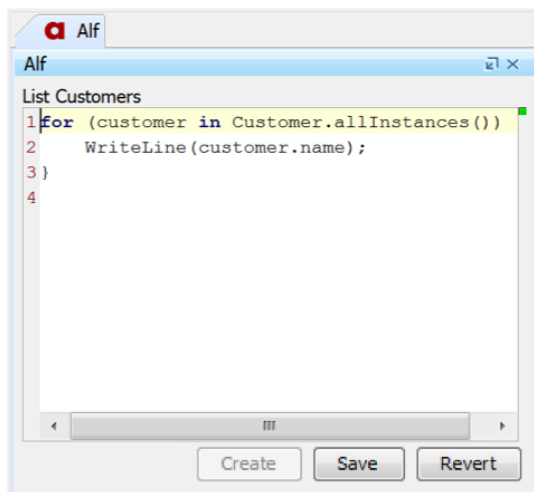 a Alf
Alf
List Customers
1 for (customer in Customer.allInstances())
2     WriteLine(customer.name);
3 }
4
Create Save Revert